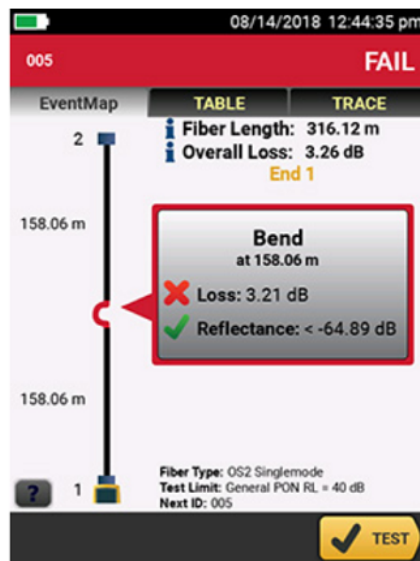 08/14/2018 12:44:35 pm
005 FAIL
EventMap TABLE TRACE
2
i Fiber Length: 316.12 m
i Overall Loss: 3.26 dB
End 1
158.06 m
Bend
at 158.06 m
Loss: 3.21 dB
Reflectance: < -64.89 dB
158.06 m
Fiber Type: OS2 Singlemode
Test Limit: General PON RL = 40 dB
Next ID: 005
? 1
TEST